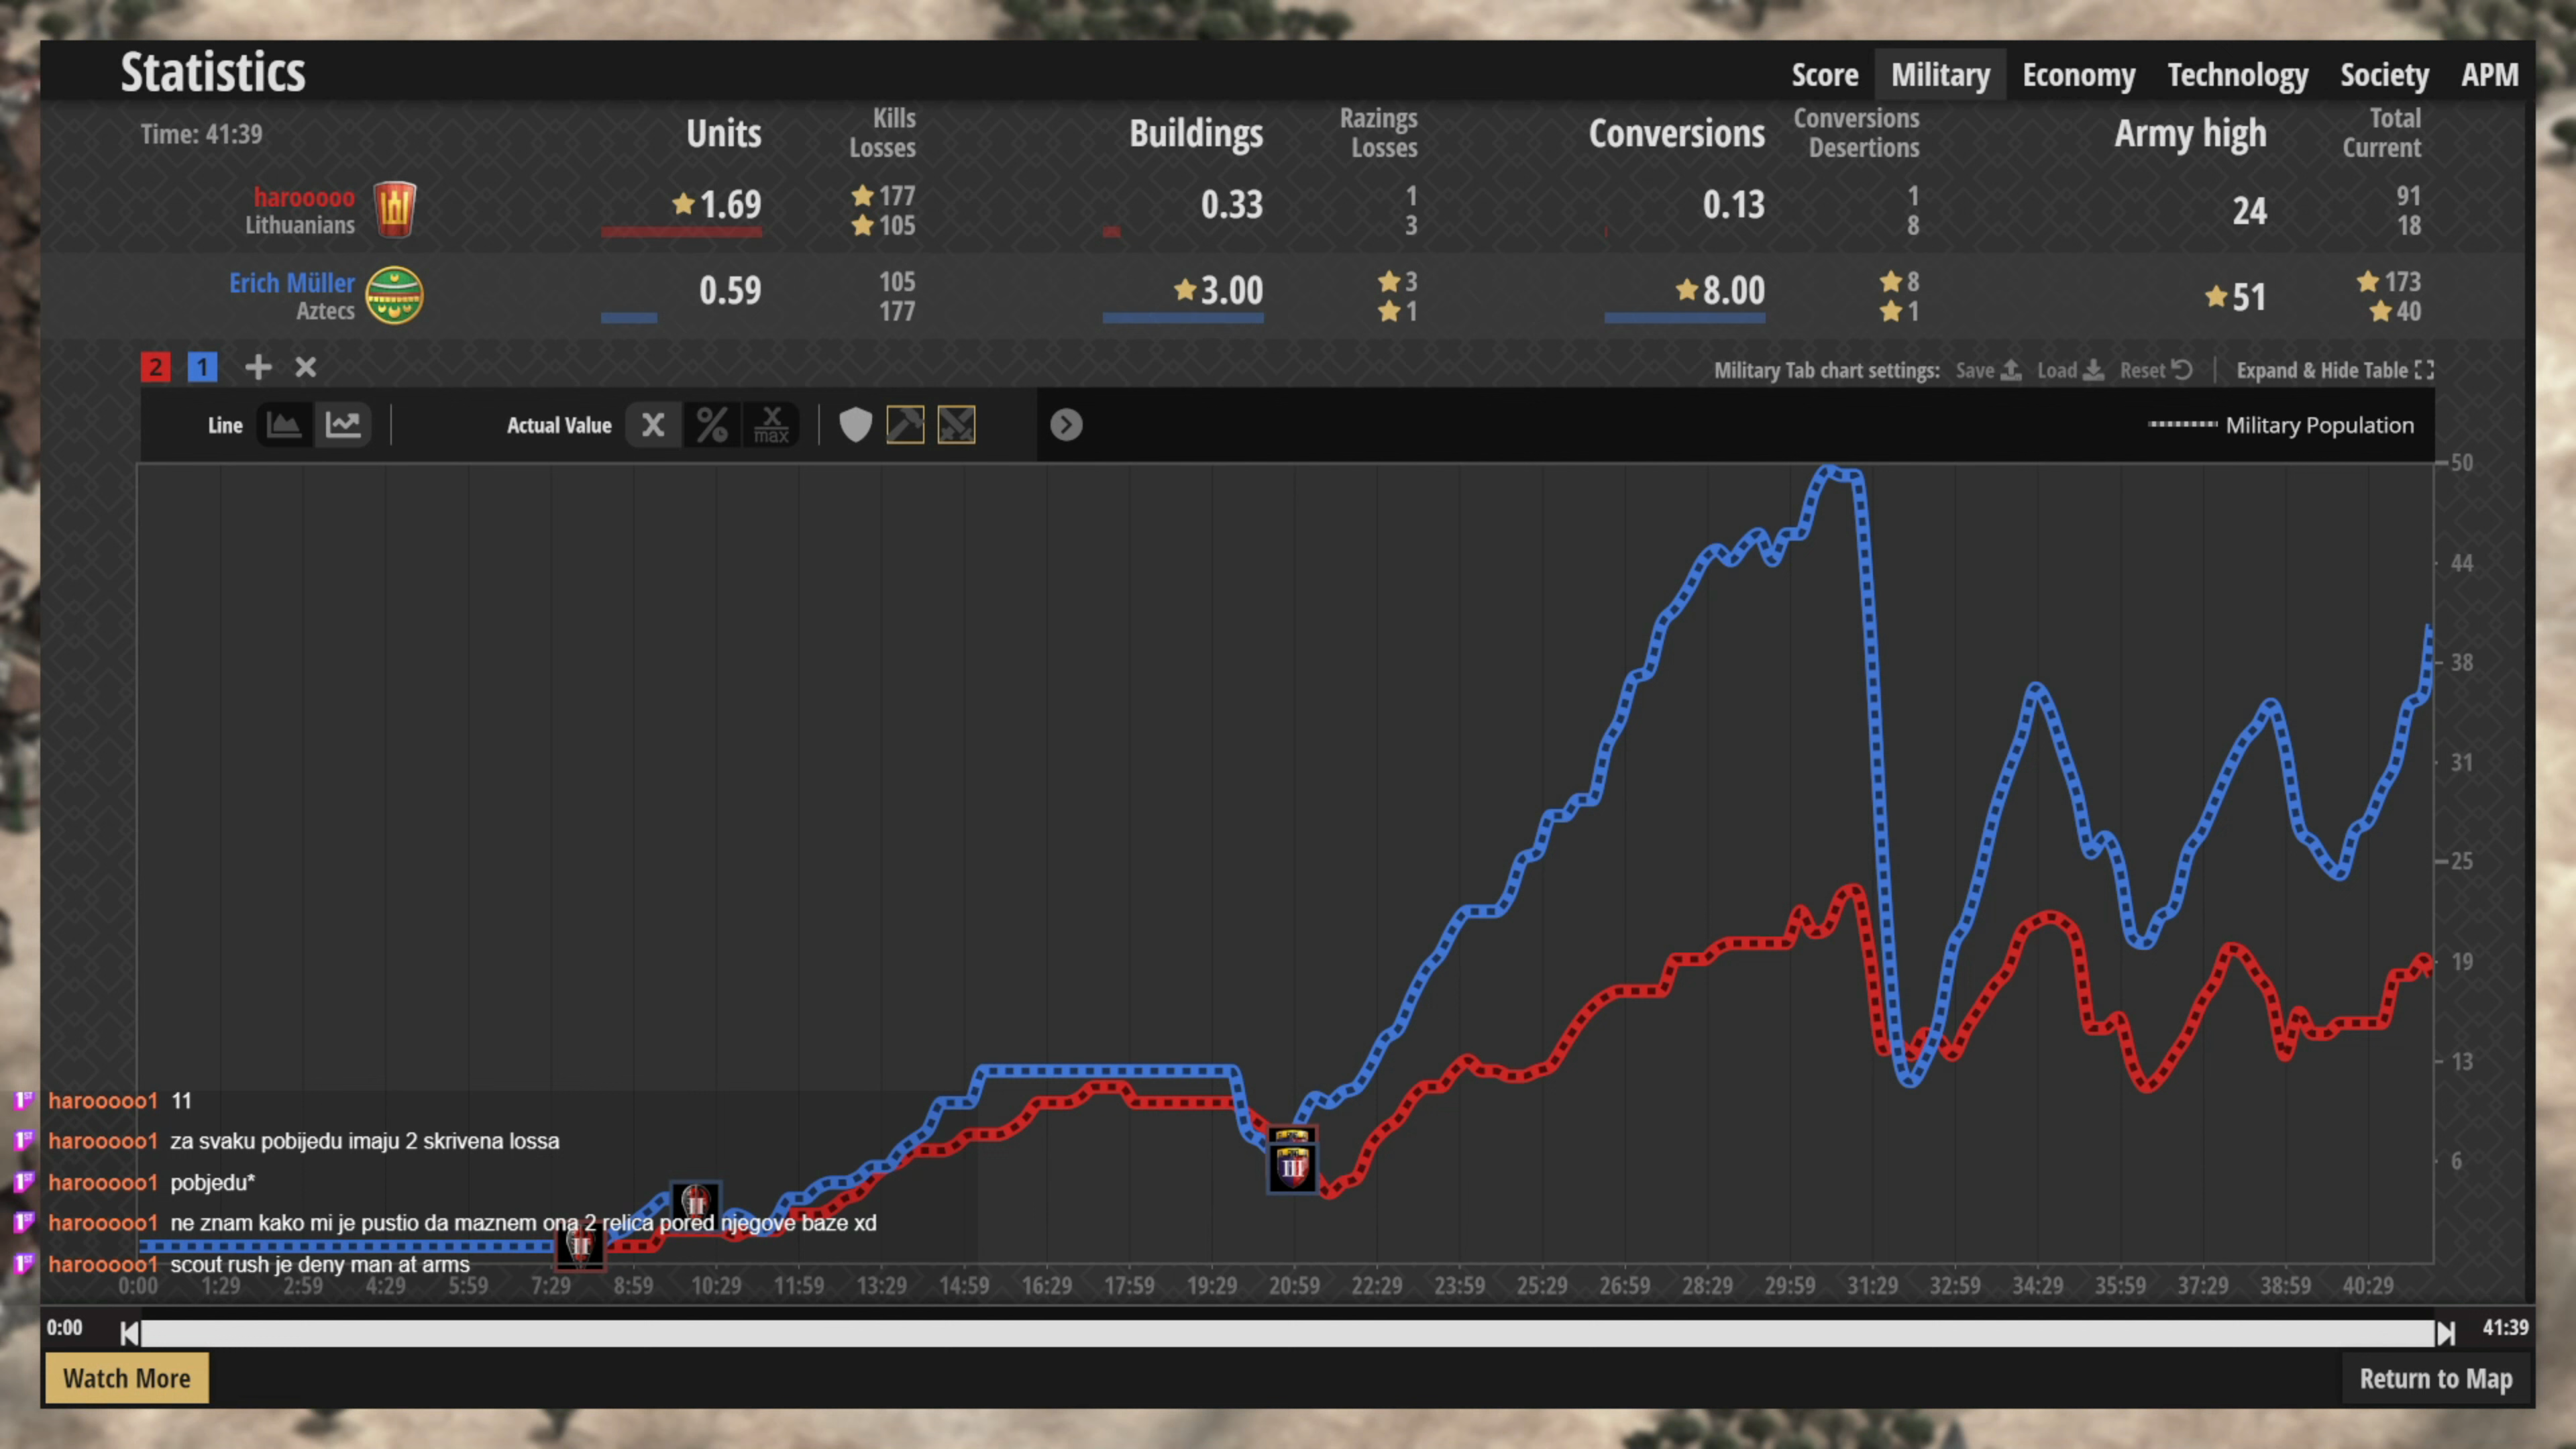 Statistics
Score Military Economy Technology Society APM
Time: 41:39 Units Kills Losses Buildings Razings Losses Conversions Conversions Desertions Army high Total Current
harooooo Lithuanians 1.69 177 105 0.33 1 3 0.13 1 8 24 91 18
Erich Müller Aztecs 0.59 105 177 3.00 3 1 8.00 8 1 51 173 40
2 1 Military Tab chart settings: Save Load Reset Expand & Hide Table
Line Actual Value X % X max Military Population
50
44
38
31
25
19
13
6
III
II
II
harooooo1 11
harooooo1 za svaku pobijedu imaju 2 skrivena lossa
harooooo1 pobjedu*
harooooo1 ne znam kako mi je pustio da maznem ona 2 relica pored njegove baze xd
harooooo1 scout rush je deny man at arms
0:00 1:29 2:59 4:29 5:59 7:29 8:59 10:29 11:59 13:29 14:59 16:29 17:59 19:29 20:59 22:29 23:59 25:29 26:59 28:29 29:59 31:29 32:59 34:29 35:59 37:29 38:59 40:29
0:00 41:39
Watch More Return to Map